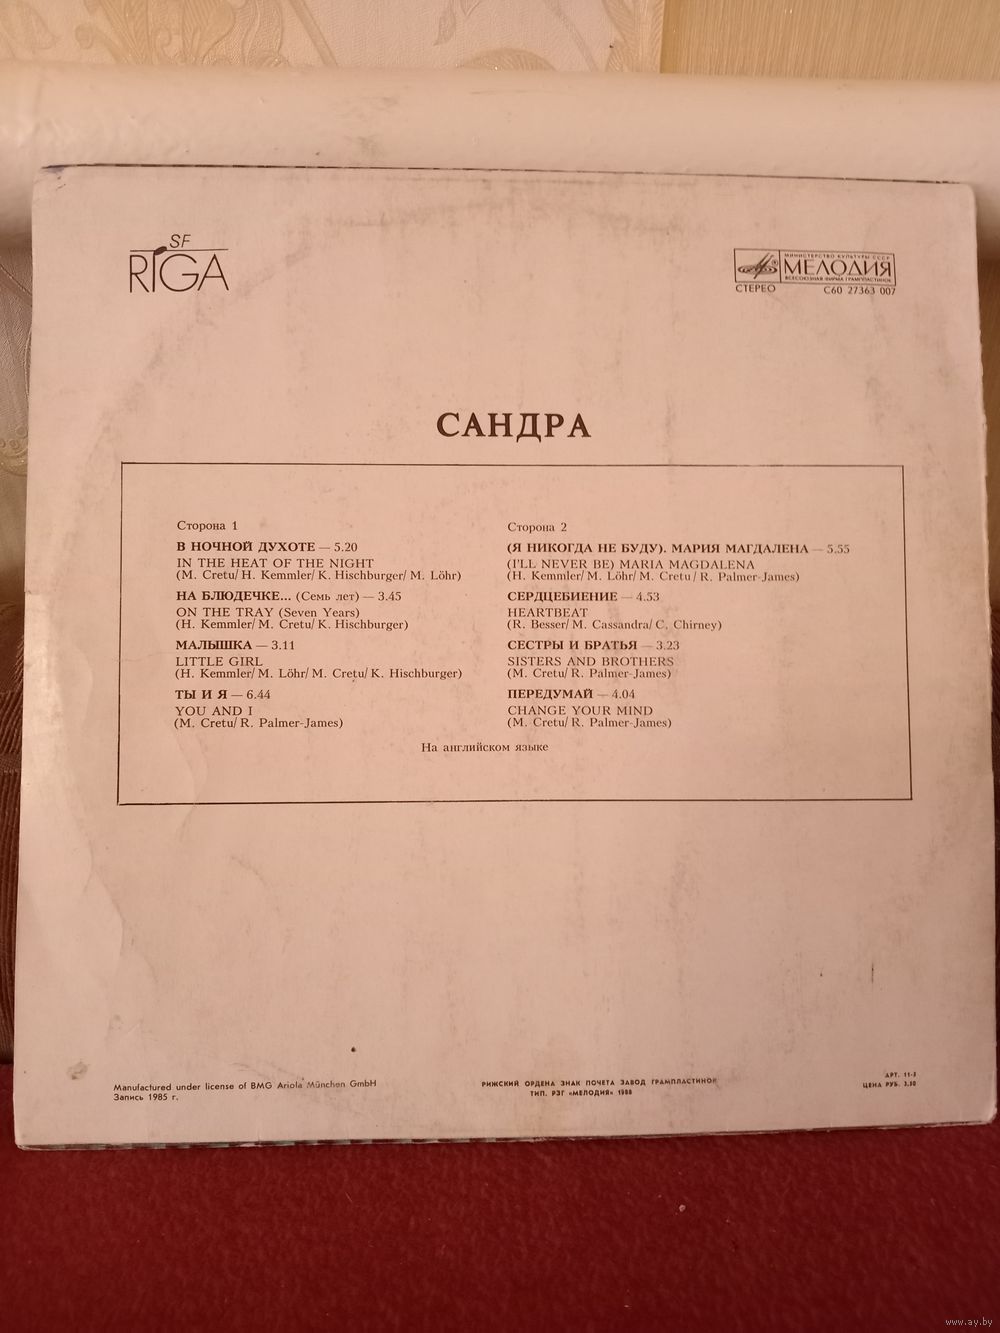 SF
RIGA
МИНИСТЕРСТВО КУЛЬТУРЫ СССР
МЕЛОДИЯ
ВСЕСОЮЗНАЯ ФИРМА ГРАМПЛАСТИНОК
СТЕРЕО С60 27363 007
САНДРА
Сторона 1
В НОЧНОЙ ДУХОТЕ — 5.20
IN THE HEAT OF THE NIGHT
(M. Cretu/ H. Kemmler/ K. Hischburger/ M. Löhr)
НА БЛЮДЕЧКЕ... (Семь лет) — 3.45
ON THE TRAY (Seven Years)
(H. Kemmler/ M. Cretu/ K. Hischburger)
МАЛЫШКА — 3.11
LITTLE GIRL
(H. Kemmler/ M. Löhr/ M. Cretu/ K. Hischburger)
ТЫ И Я — 6.44
YOU AND I
(M. Cretu/ R. Palmer-James)
Сторона 2
(Я НИКОГДА НЕ БУДУ). МАРИЯ МАГДАЛЕНА — 5.55
(I'LL NEVER BE) MARIA MAGDALENA
(H. Kemmler/ M. Löhr/ M. Cretu/ R. Palmer-James)
СЕРДЦЕБИЕНИЕ — 4.53
HEARTBEAT
(R. Besser/ M. Cassandra/ C. Chirney)
СЕСТРЫ И БРАТЬЯ — 3.23
SISTERS AND BROTHERS
(M. Cretu/ R. Palmer-James)
ПЕРЕДУМАЙ — 4.04
CHANGE YOUR MIND
(M. Cretu/ R. Palmer-James)
На английском языке
Manufactured under license of BMG Ariola München GmbH
Запись 1985 г.
РИЖСКИЙ ОРДЕНА ЗНАК ПОЧЕТА ЗАВОД ГРАМПЛАСТИНОК
ТИП. РЗГ «МЕЛОДИЯ» 1988
АРТ. 11-3
ЦЕНА РУБ. 3.50
www.ay.by